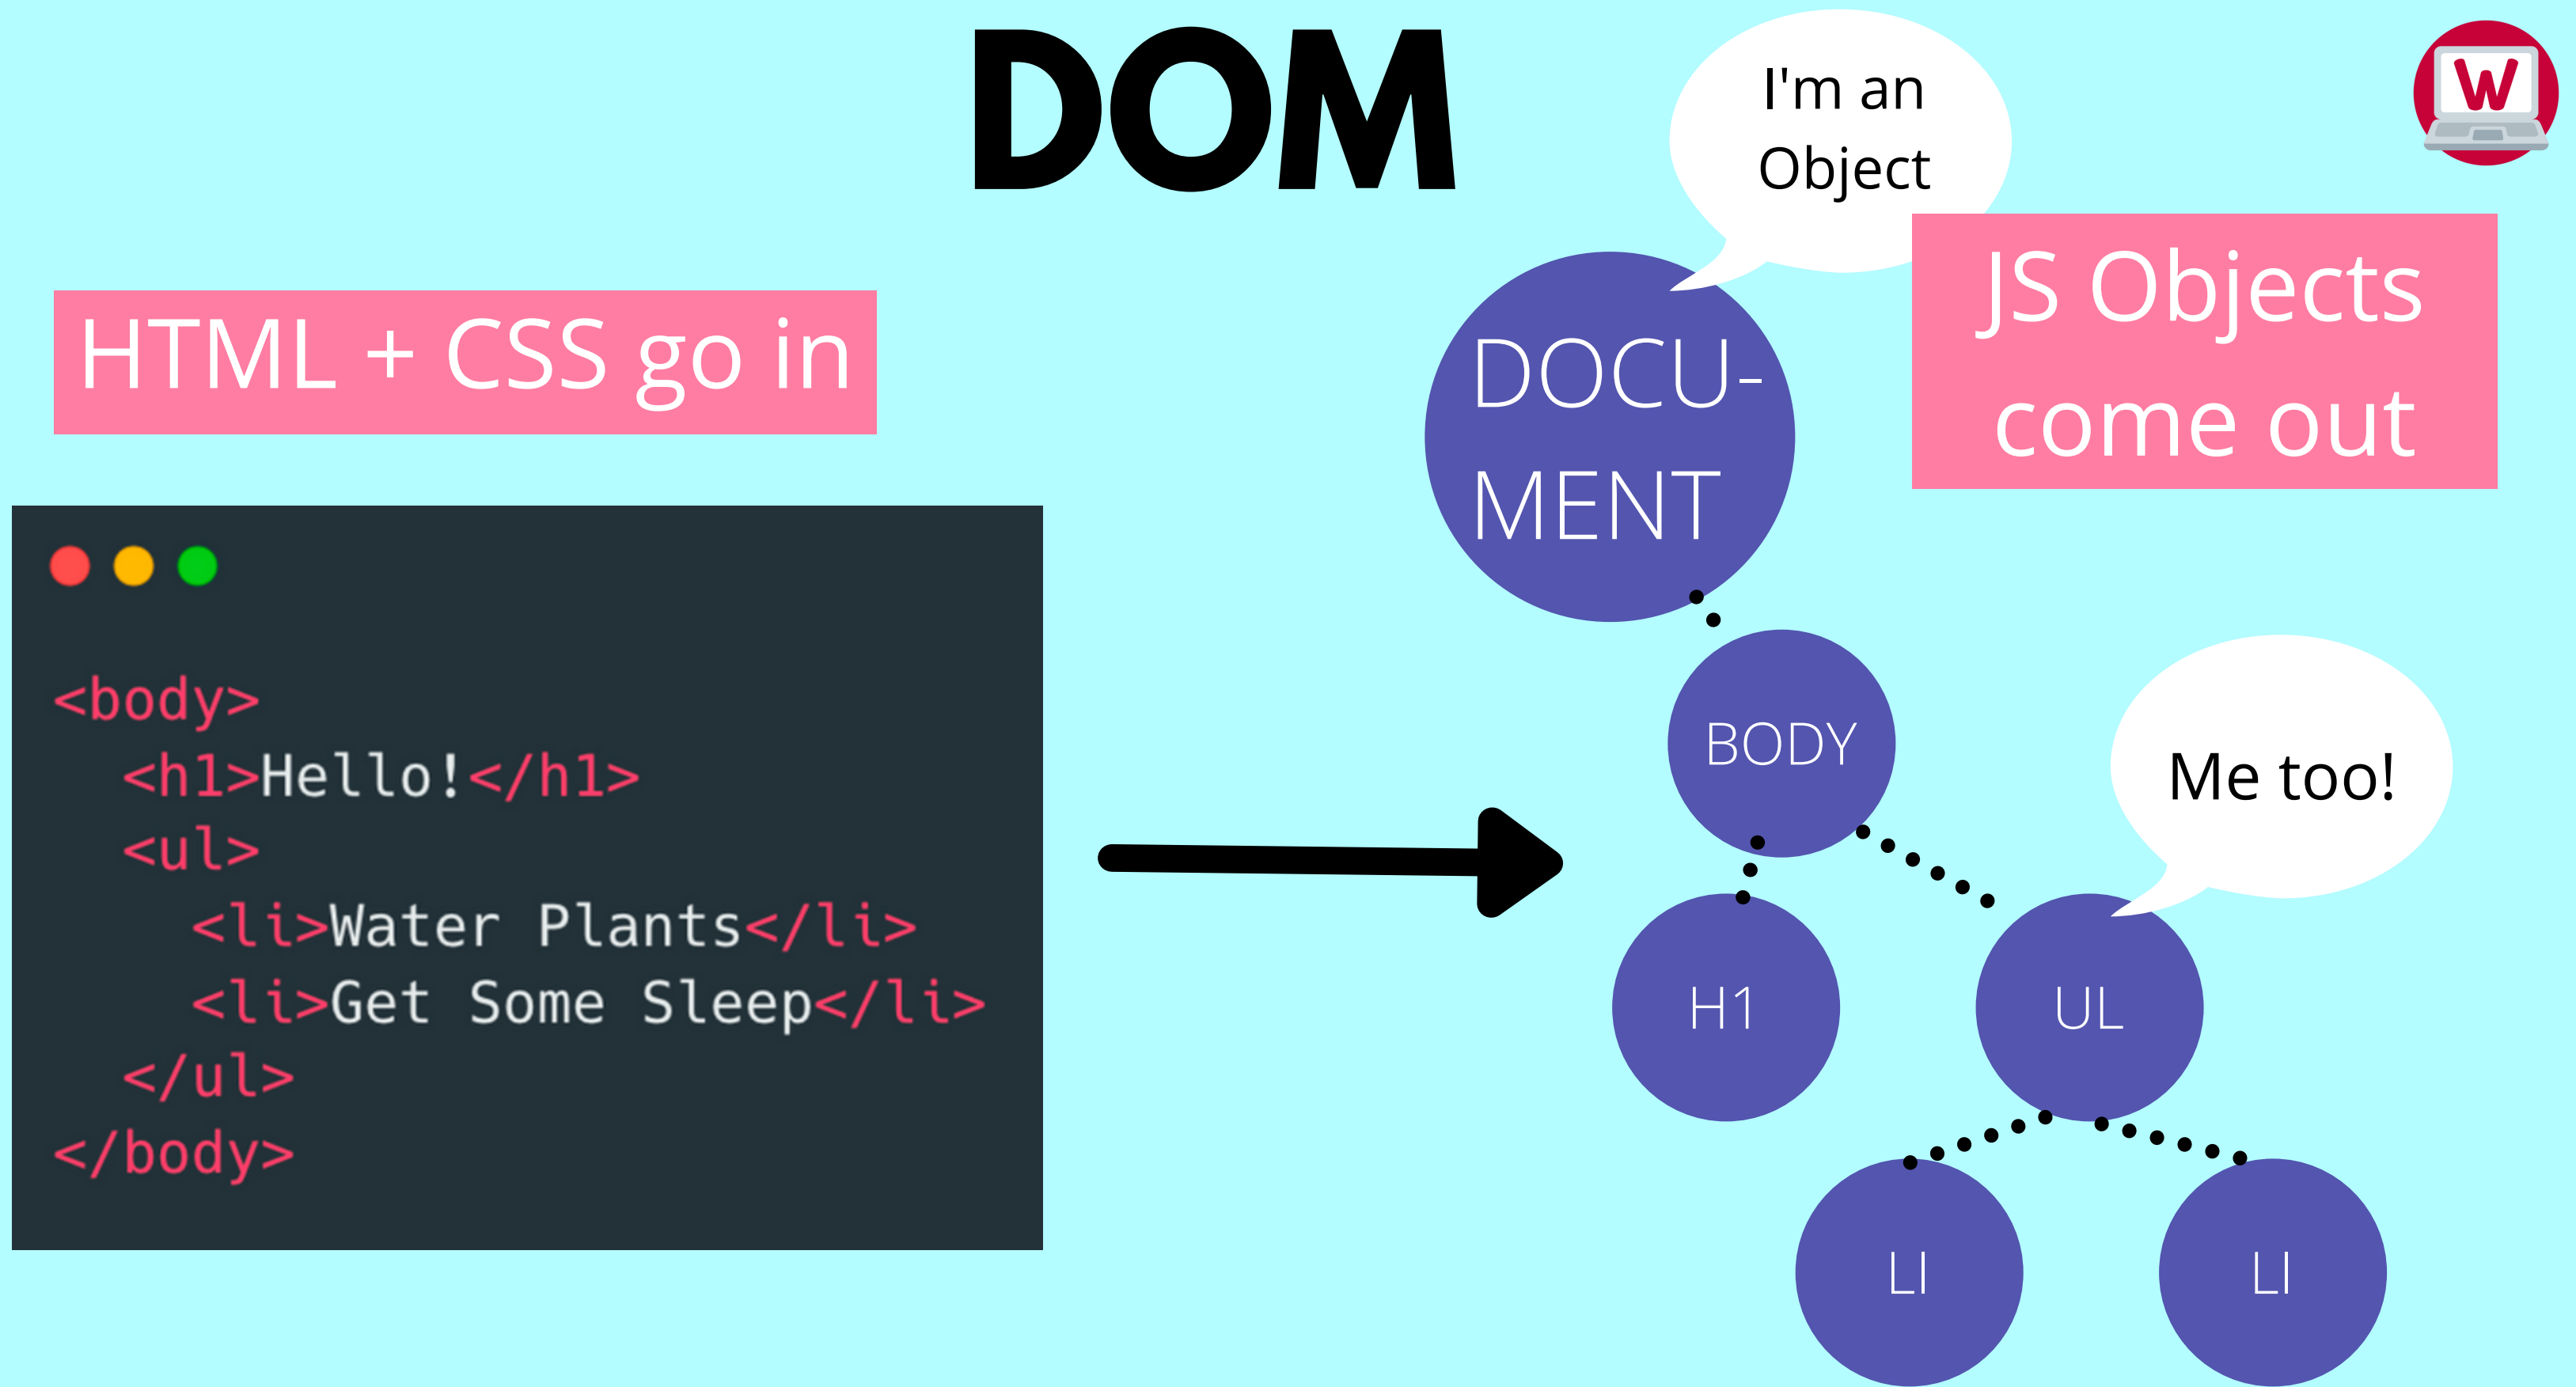 DOM
W
HTML + CSS go in
<body>
  <h1>Hello!</h1>
  <ul>
    <li>Water Plants</li>
    <li>Get Some Sleep</li>
  </ul>
</body>
I'm an
Object
JS Objects
come out
DOCU-
MENT
BODY
Me too!
H1
UL
LI
LI